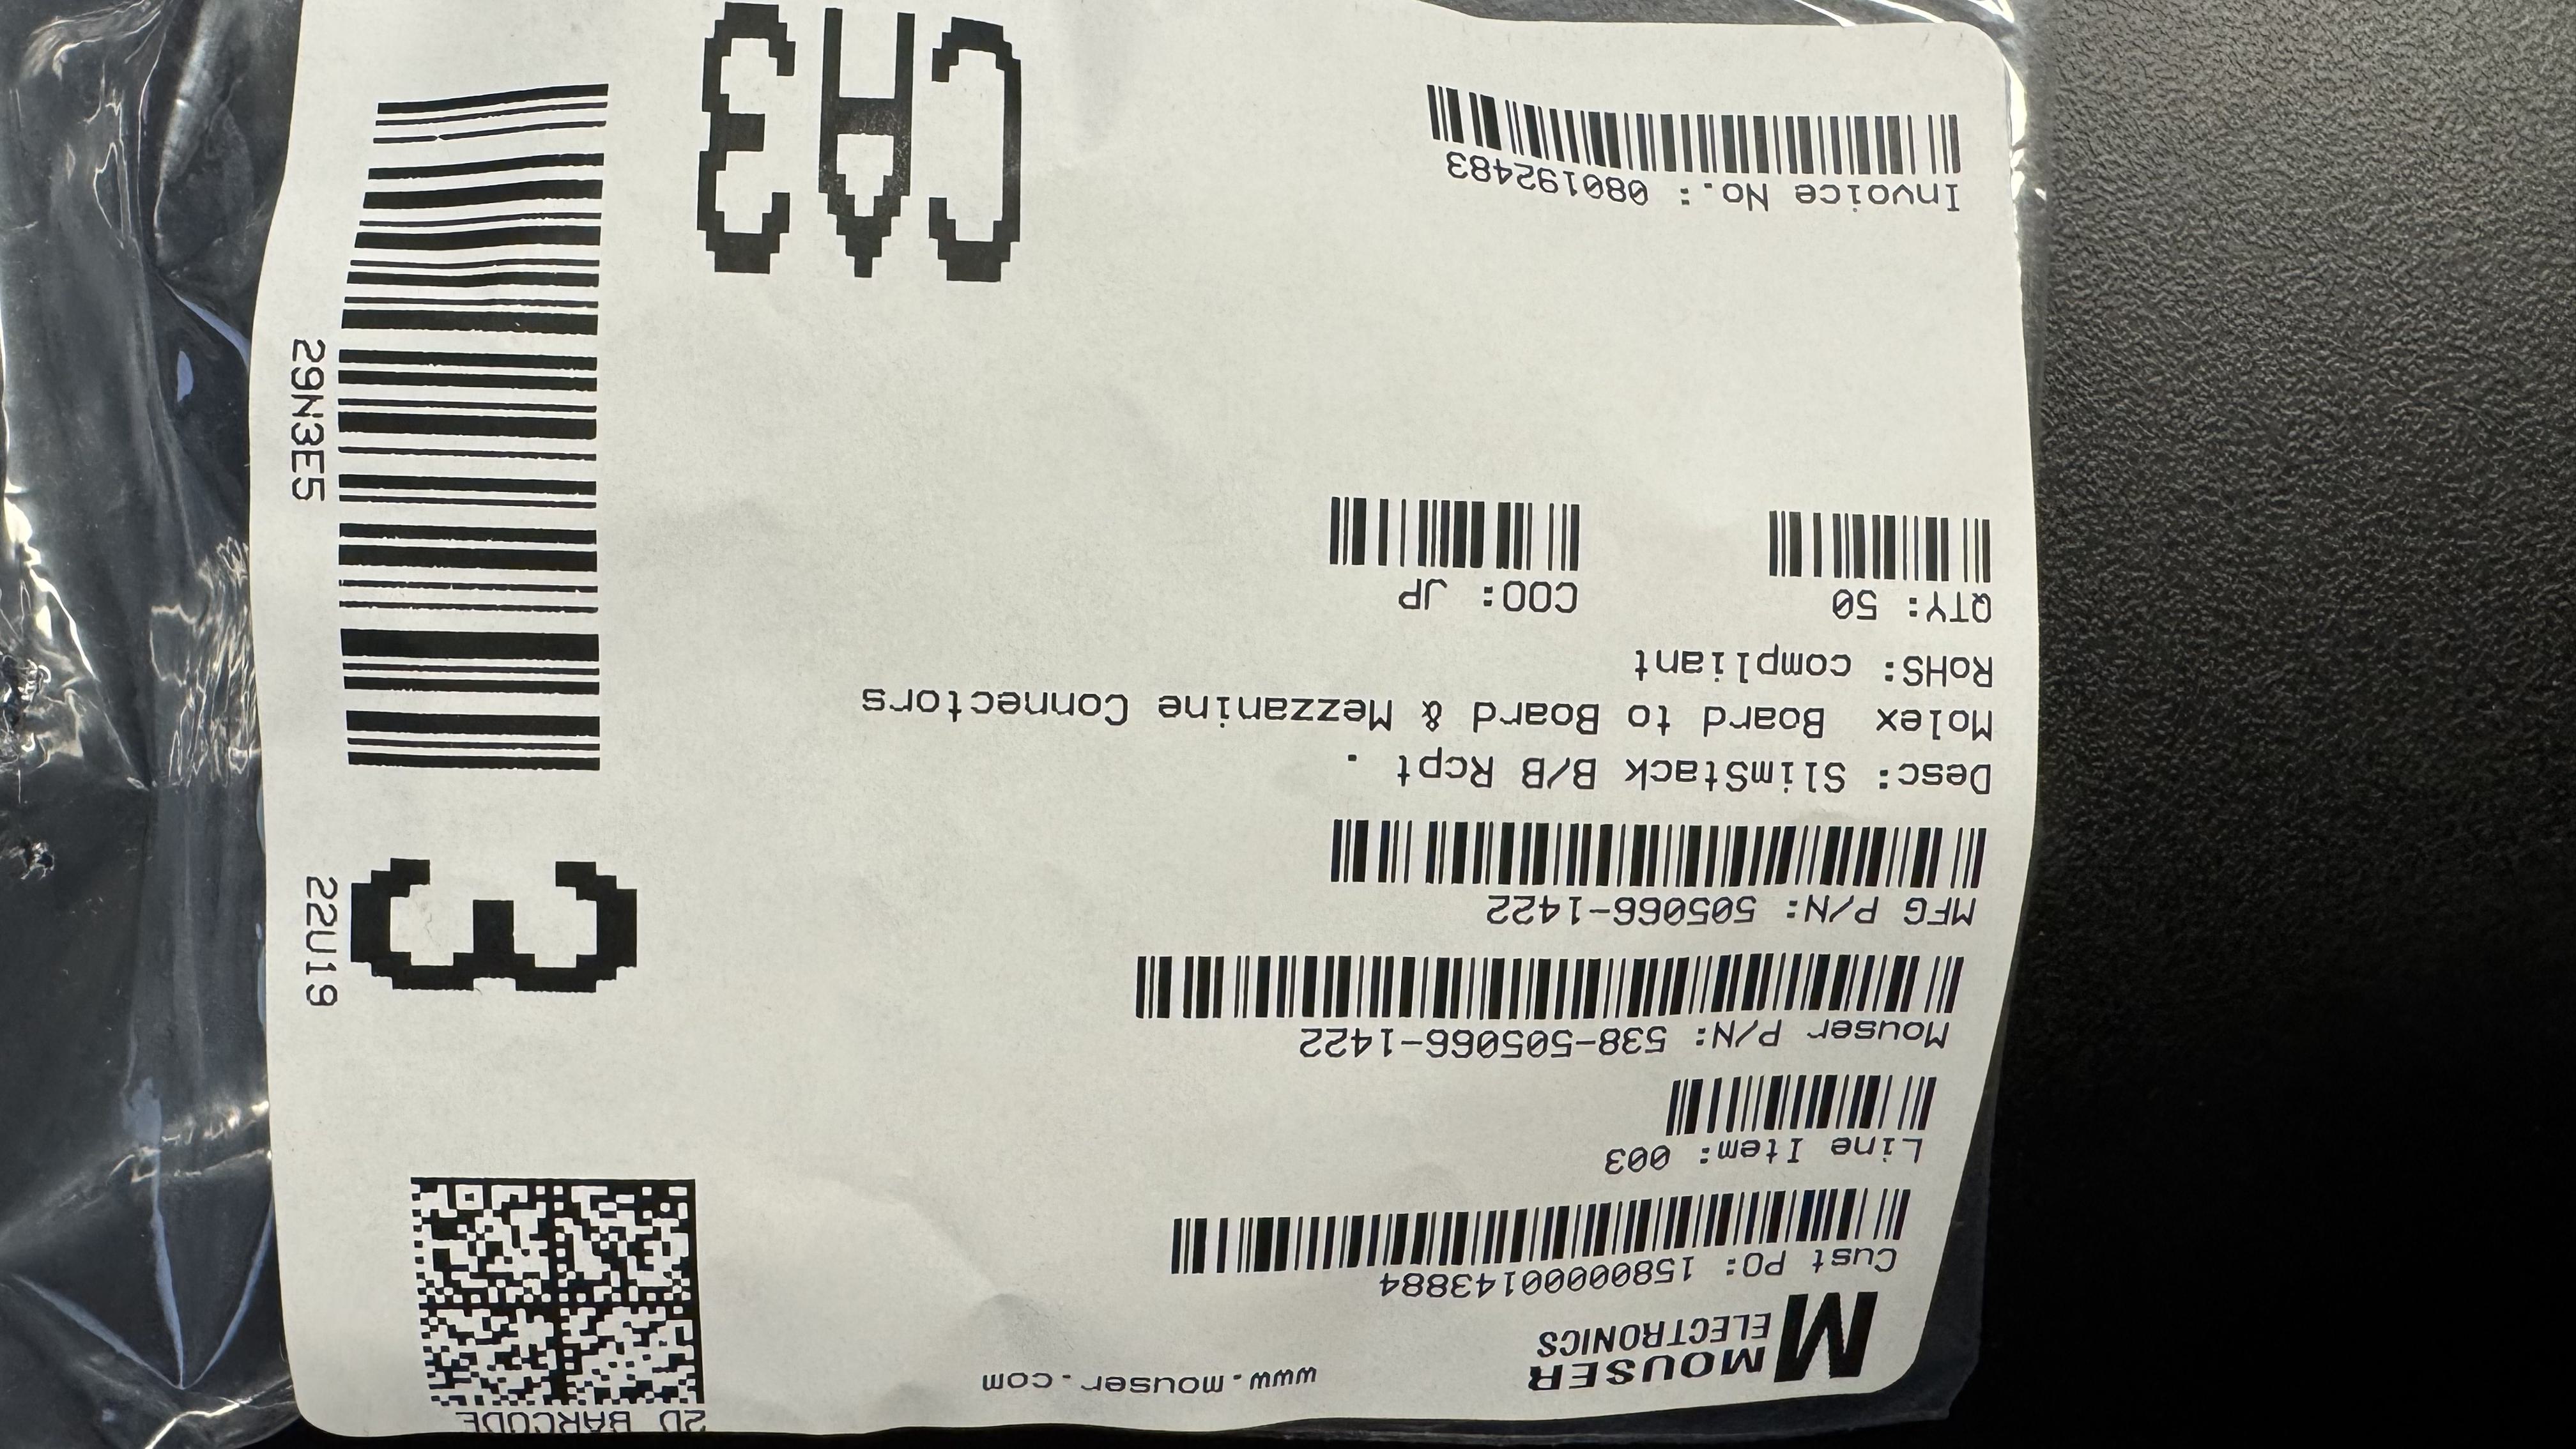 2D BARCODE
MOUSER
ELECTRONICS
www.mouser.com
Cust PO: 1580000143884
Line Item: 003
Mouser P/N: 538-505066-1422
MFG P/N: 505066-1422
Desc: SlimStack B/B Rcpt .
Molex  Board to Board & Mezzanine Connectors
RoHS: compliant
QTY: 50
COO: JP
Invoice No.: 080192483
22U19
3
29N3E5
CA3